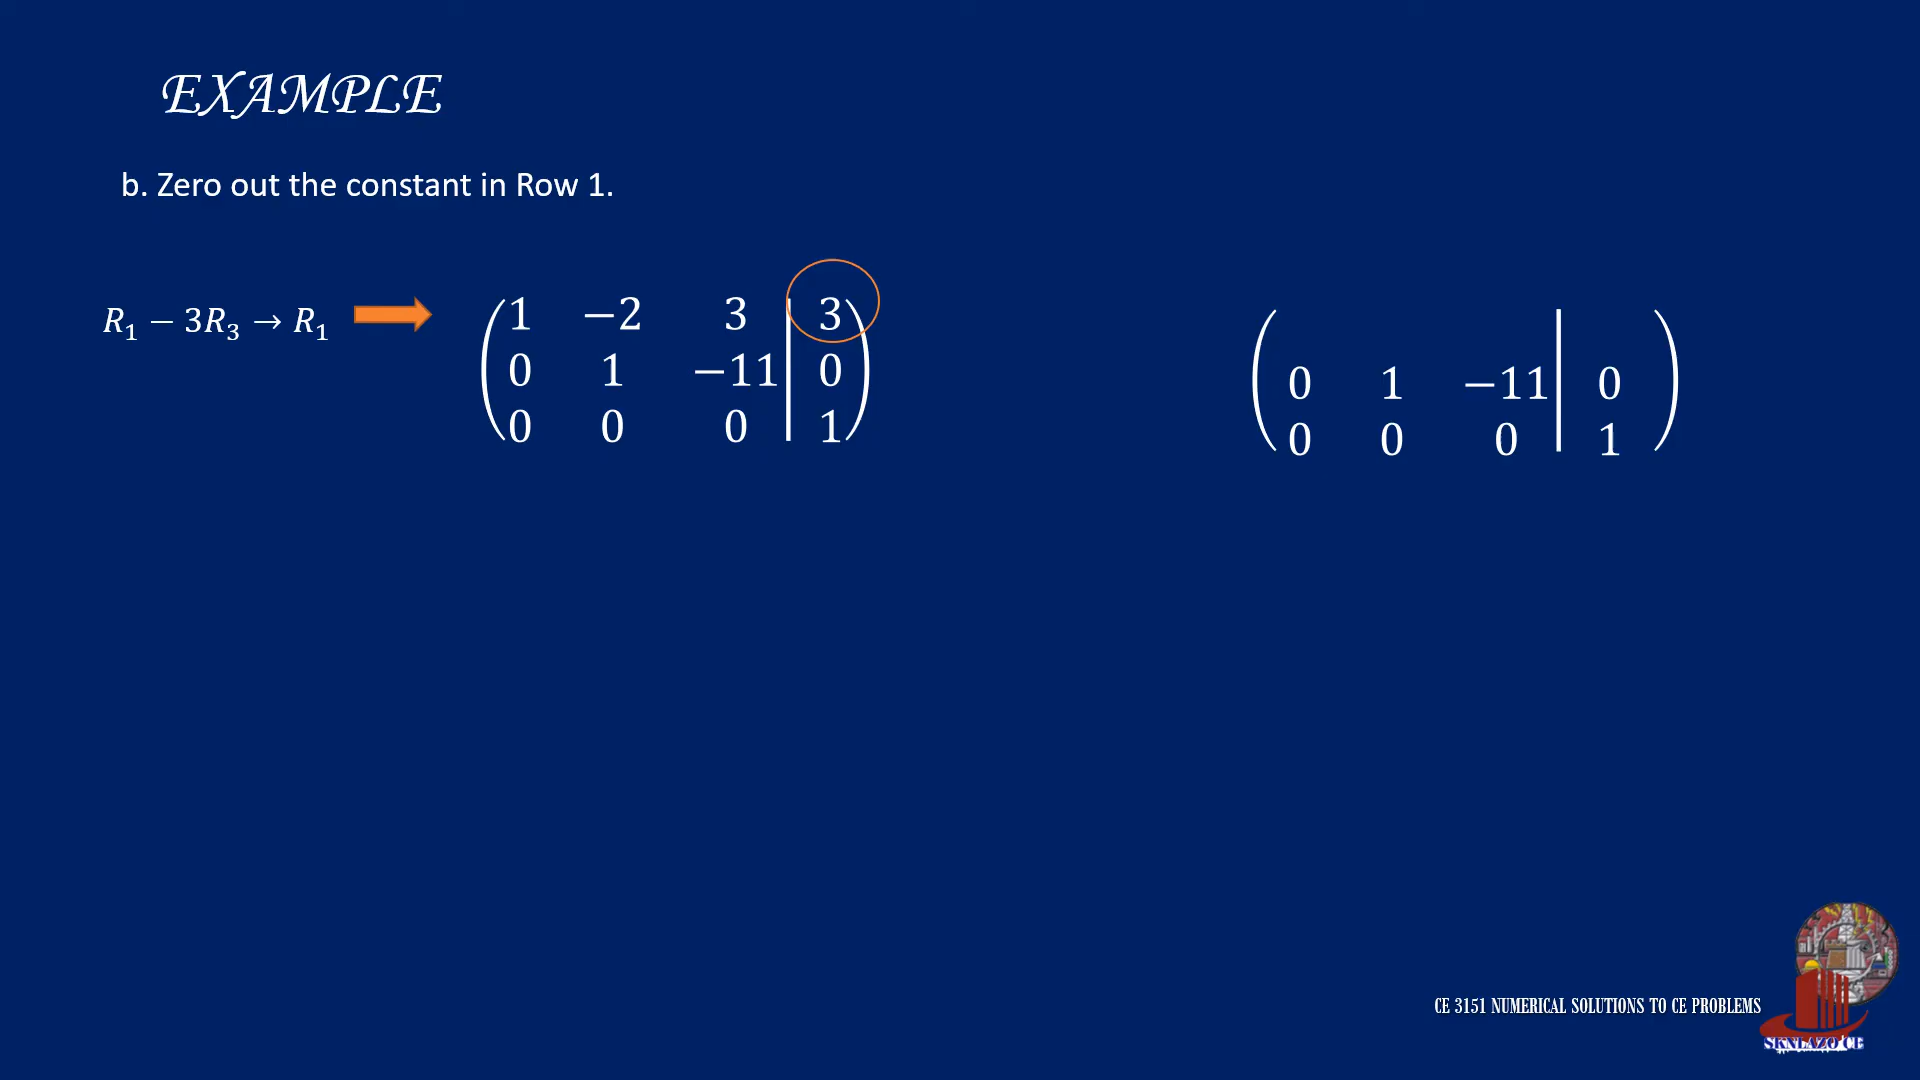 EXAMPLE
b. Zero out the constant in Row 1.
R₁ − 3R₃ → R₁
1 −2 3 | 3
0 1 −11 | 0
0 0 0 | 1
0 1 −11 | 0
0 0 0 | 1
CE 3151 NUMERICAL SOLUTIONS TO CE PROBLEMS
SKNLAZO CE